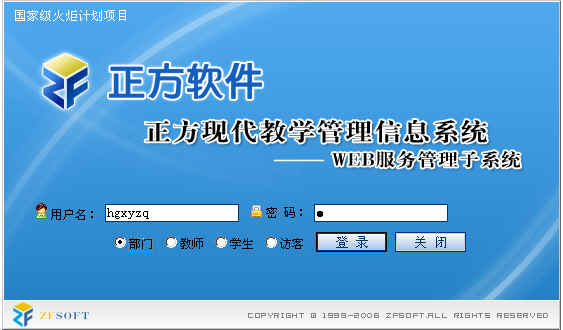 国家级火炬计划项目
ZF 正方软件
正方现代教学管理信息系统
—— WEB服务管理子系统
用户名： hgxyzq 密 码： ●
部门 教师 学生 访客 登 录 关 闭
ZF ZFSOFT COPYRIGHT @ 1999-2006 ZFSOFT.ALL RIGHTS RESERVED